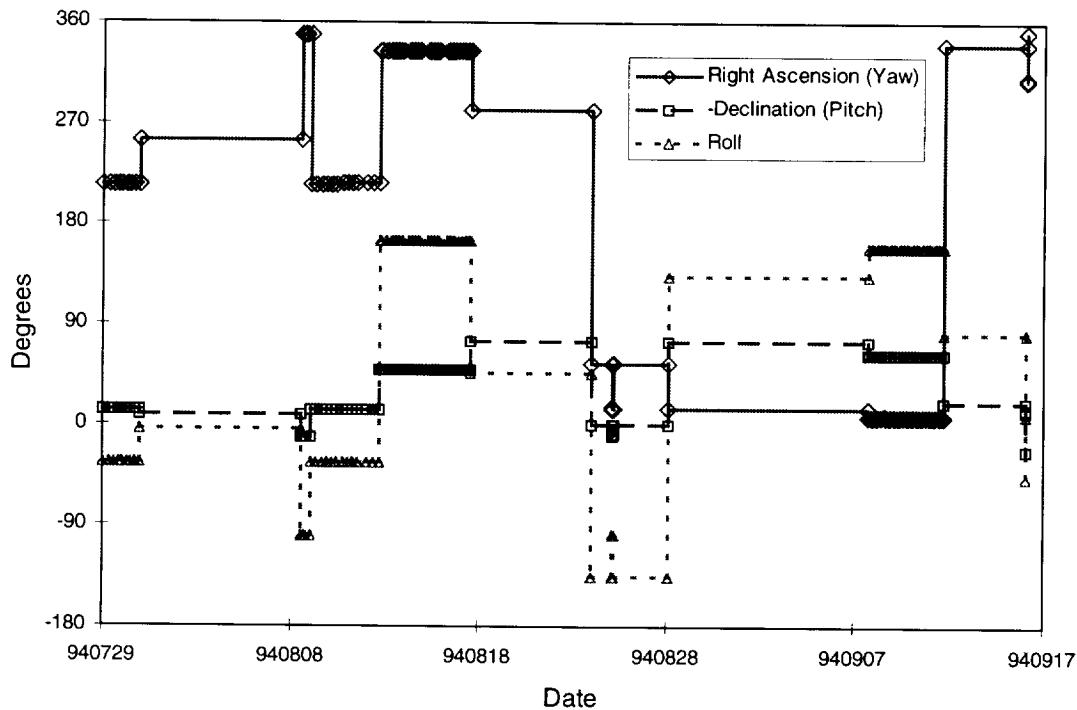 360
270
180
90
0
-90
-180
Degrees
Right Ascension (Yaw)
-Declination (Pitch)
Roll
940729
940808
940818
940828
940907
940917
Date